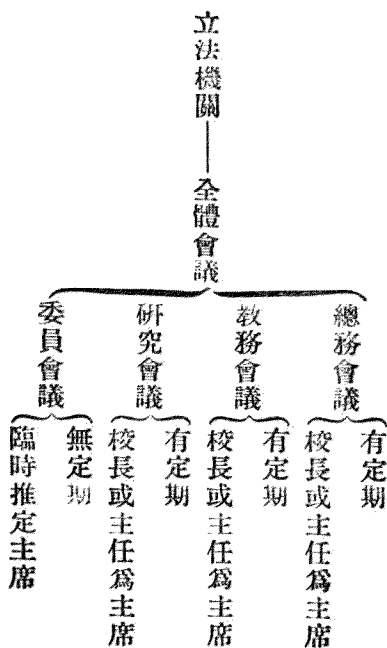 立法機關
全體會議
總務會議
有定期
校長或主任爲主席
教務會議
有定期
校長或主任爲主席
研究會議
有定期
校長或主任爲主席
委員會議
無定期
臨時推定主席